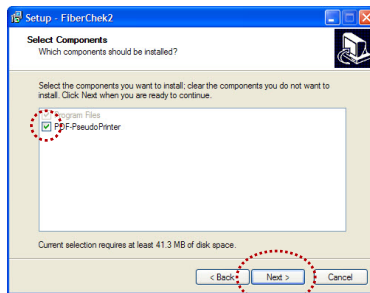 Setup - FiberChek2
Select Components
Which components should be installed?
Select the components you want to install; clear the components you do not want to
install. Click Next when you are ready to continue.
Program Files
PDF-PseudoPrinter
Current selection requires at least 41.3 MB of disk space.
< Back
Next >
Cancel